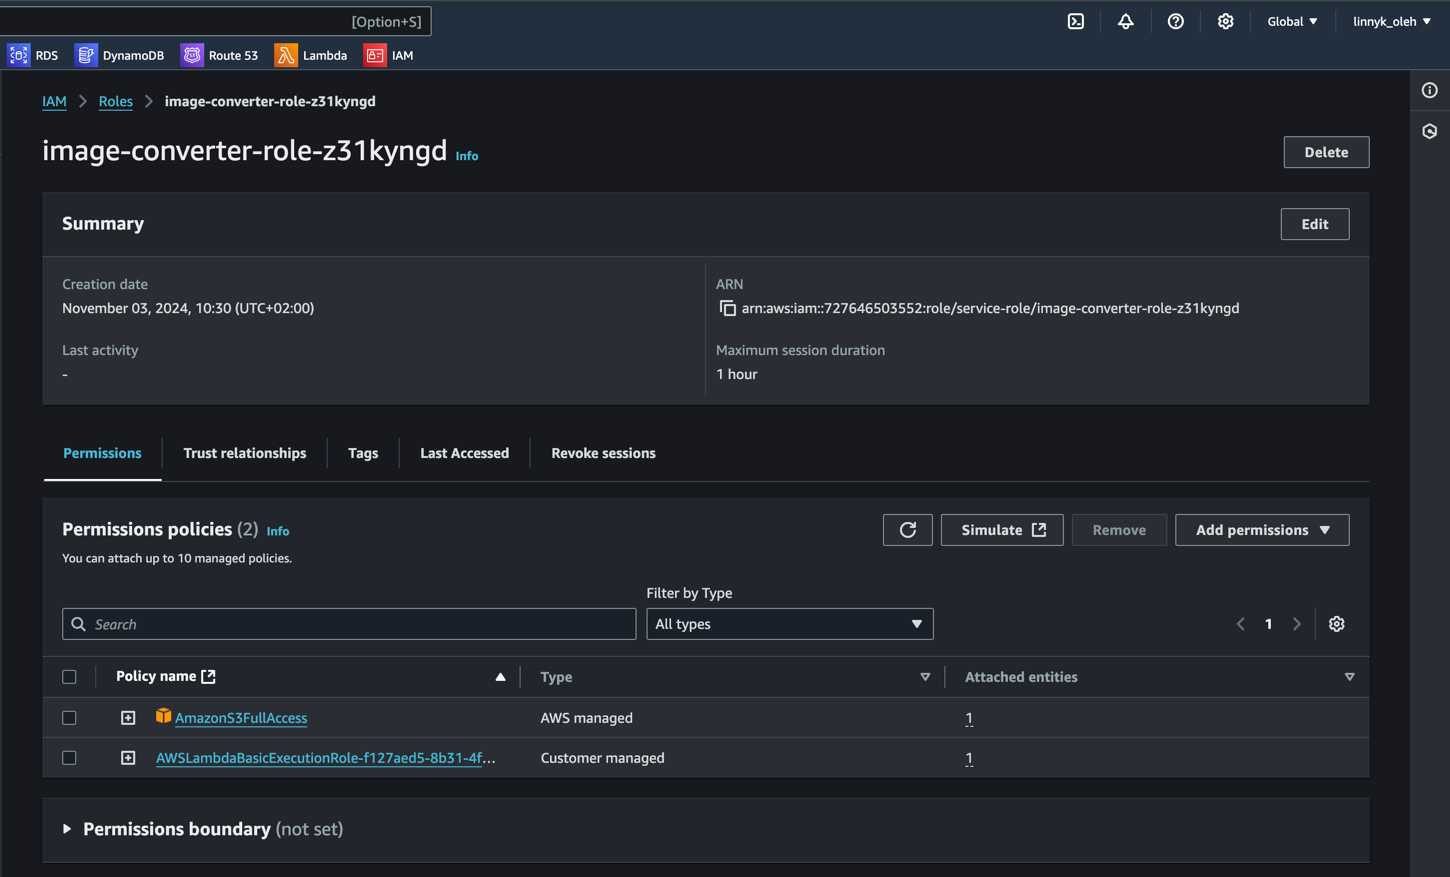 [Option+S]
Global
linnyk_oleh
RDS
DynamoDB
Route 53
Lambda
IAM
IAM
Roles
image-converter-role-z31kyngd
image-converter-role-z31kyngd Info
Delete
Summary
Edit
Creation date
November 03, 2024, 10:30 (UTC+02:00)
ARN
arn:aws:iam::727646503552:role/service-role/image-converter-role-z31kyngd
Last activity
-
Maximum session duration
1 hour
Permissions
Trust relationships
Tags
Last Accessed
Revoke sessions
Permissions policies (2) Info
You can attach up to 10 managed policies.
Simulate
Remove
Add permissions
Filter by Type
Search
All types
1
Policy name
Type
Attached entities
AmazonS3FullAccess
AWS managed
1
AWSLambdaBasicExecutionRole-f127aed5-8b31-4f...
Customer managed
1
Permissions boundary (not set)